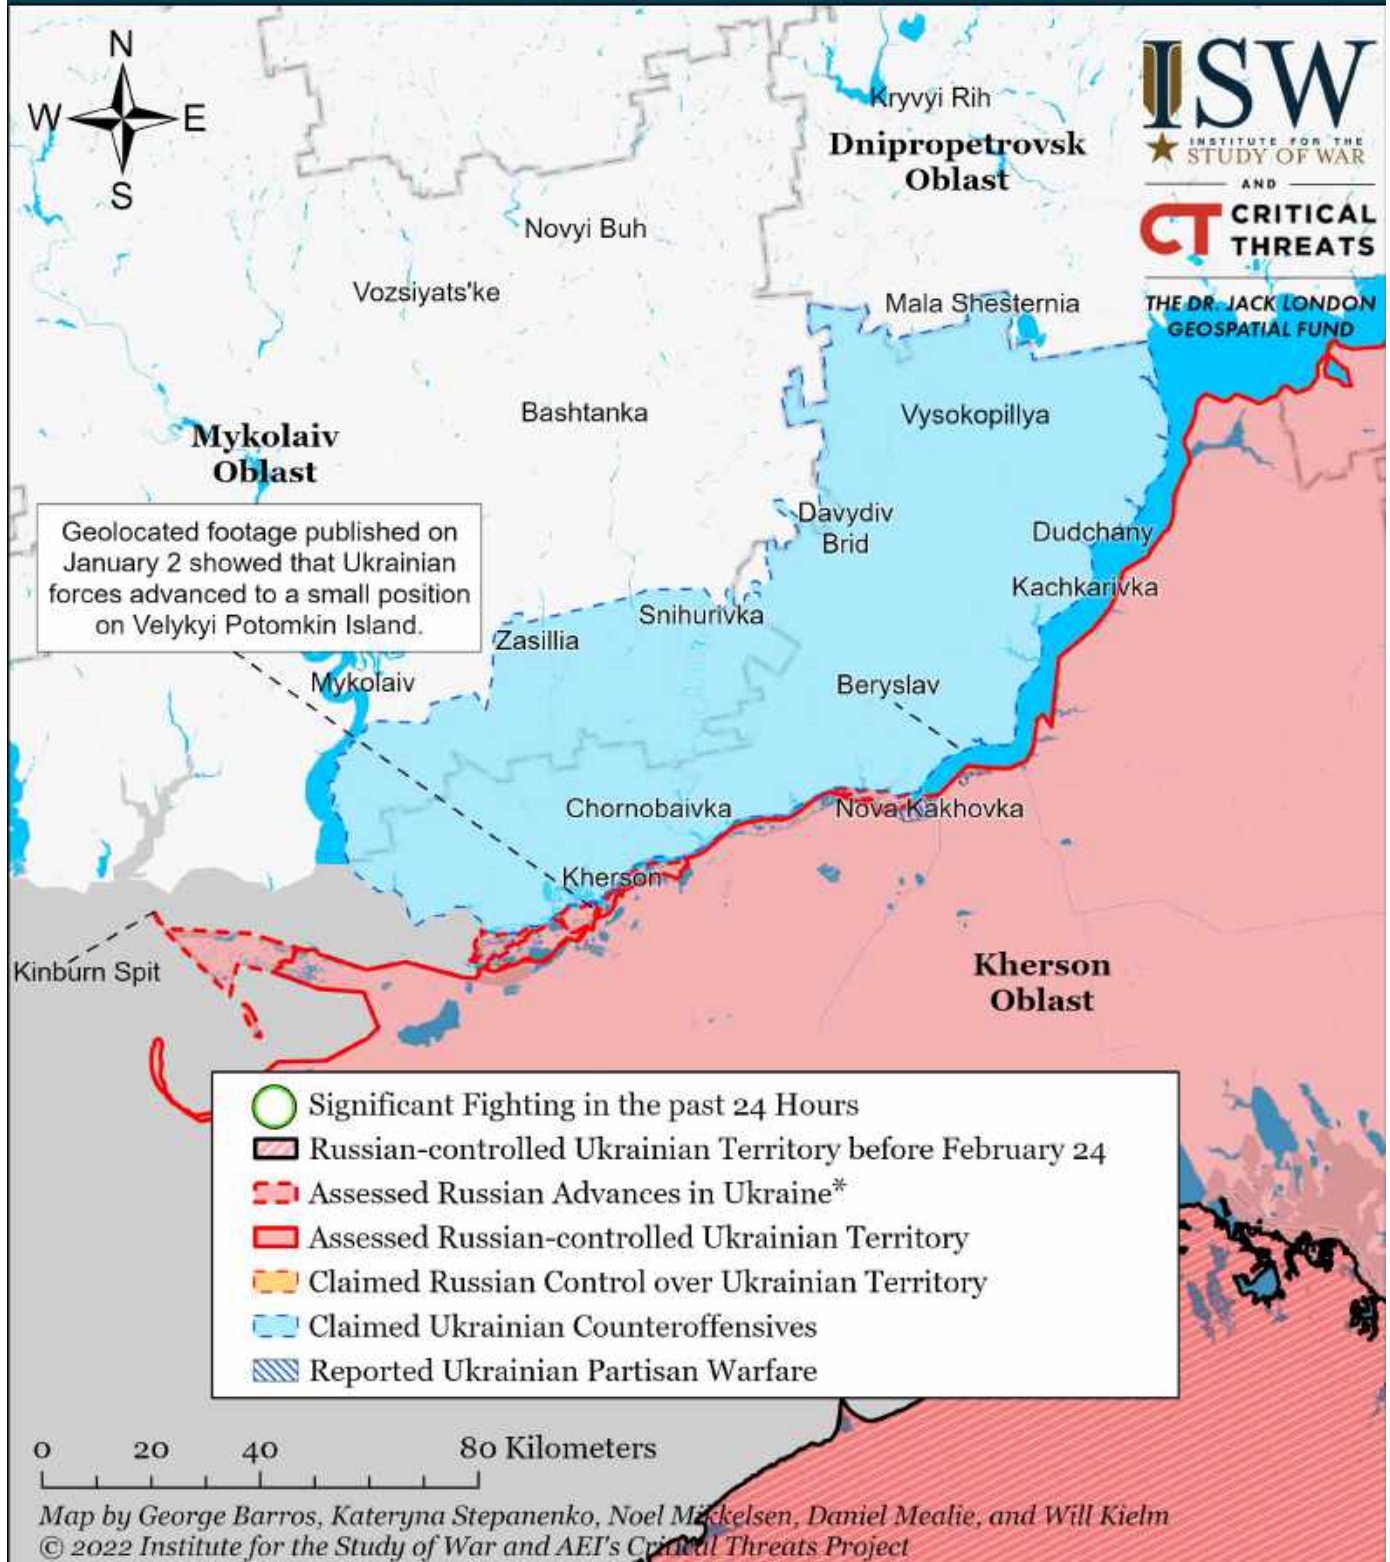 N
W E
S
ISW
INSTITUTE FOR THE
STUDY OF WAR
AND
CT CRITICAL
THREATS
THE DR. JACK LONDON
GEOSPATIAL FUND
Kryvyi Rih
Dnipropetrovsk
Oblast
Novyi Buh
Vozsiyats'ke
Mala Shesternia
Bashtanka
Vysokopillya
Mykolaiv
Oblast
Geolocated footage published on
January 2 showed that Ukrainian
forces advanced to a small position
on Velykyi Potomkin Island.
Davydiv
Brid
Dudchany
Kachkarivka
Snihurivka
Zasillia
Mykolaiv
Beryslav
Chornobaivka
Nova Kakhovka
Kherson
Kinburn Spit
Kherson
Oblast
Significant Fighting in the past 24 Hours
Russian-controlled Ukrainian Territory before February 24
Assessed Russian Advances in Ukraine*
Assessed Russian-controlled Ukrainian Territory
Claimed Russian Control over Ukrainian Territory
Claimed Ukrainian Counteroffensives
Reported Ukrainian Partisan Warfare
0 20 40 80 Kilometers
Map by George Barros, Kateryna Stepanenko, Noel Mikkelsen, Daniel Mealie, and Will Kielm
© 2022 Institute for the Study of War and AEI's Critical Threats Project